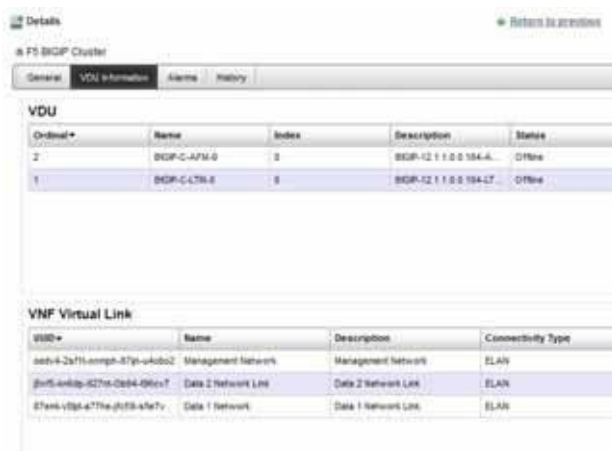 Details
Return to previous
F5 BIGIP Cluster
General VDU Information Alarms History
VDU
Ordinal Name Index Description Status
2 BIGIP-C-AFM-0 0 Offline
1 BIGIP-C-LTM-0 0 Offline
VNF Virtual Link
UUID Name Description Connectivity Type
Management Network Management Network ELAN
Data 2 Network Link Data 2 Network Link ELAN
Data 1 Network Data 1 Network Link ELAN